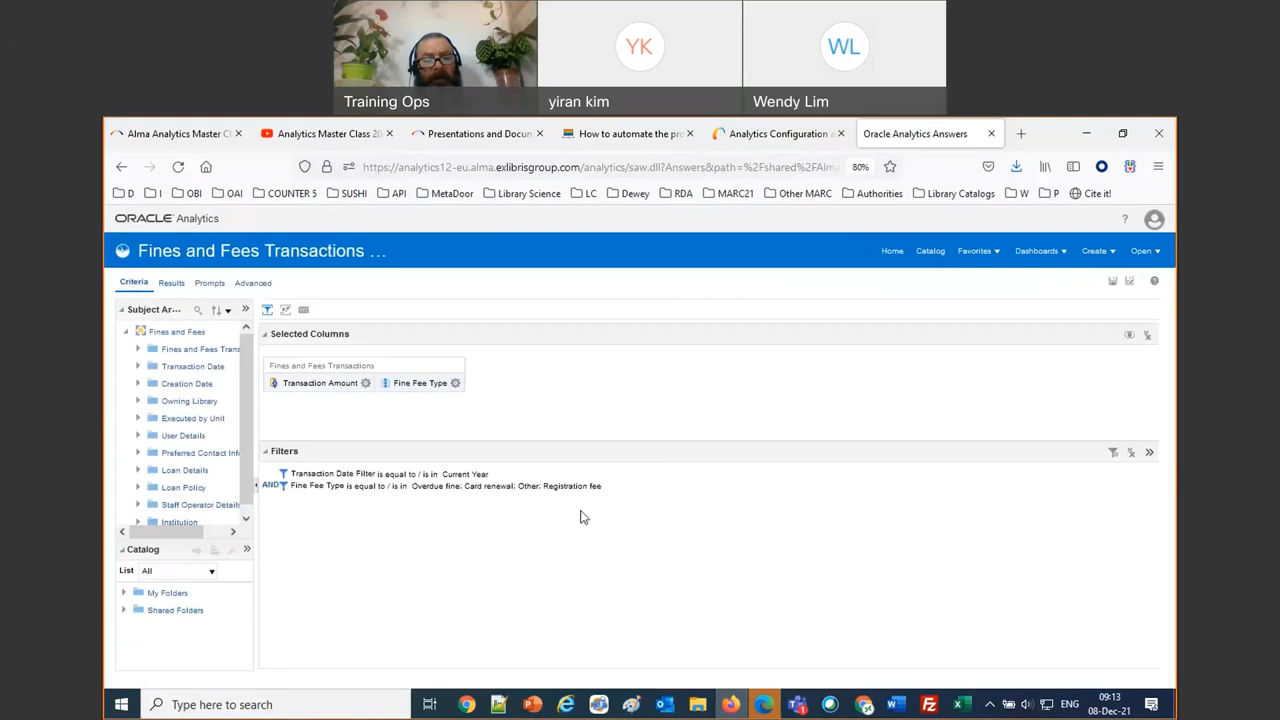 YK
WL
Training Ops
yiran kim
Wendy Lim
Alma Analytics Master Cl
Analytics Master Class 20
Presentations and Docun
How to automate the pro
Analytics Configuration a
Oracle Analytics Answers
https://analytics12-eu.alma.exlibrisgroup.com/analytics/saw.dll?Answers&path=%2Fshared%2FAlm
80%
D
I
OBI
OAI
COUNTER 5
SUSHI
API
MetaDoor
Library Science
LC
Dewey
RDA
MARC21
Other MARC
Authorities
Library Catalogs
W
P
Cite it!
ORACLE Analytics
?
Fines and Fees Transactions ...
Home
Catalog
Favorites
Dashboards
Create
Open
Criteria
Results
Prompts
Advanced
Subject Ar...
Fines and Fees
Fines and Fees Trans
Transaction Date
Creation Date
Owning Library
Executed by Unit
User Details
Preferred Contact Info
Loan Details
Loan Policy
Staff Operator Details
Institution
Catalog
List
All
My Folders
Shared Folders
Selected Columns
Fines and Fees Transactions
Transaction Amount
Fine Fee Type
Filters
Transaction Date Filter is equal to / is in Current Year
AND Fine Fee Type is equal to / is in Overdue fine; Card renewal; Other; Registration fee
Type here to search
ENG
09:13
08-Dec-21